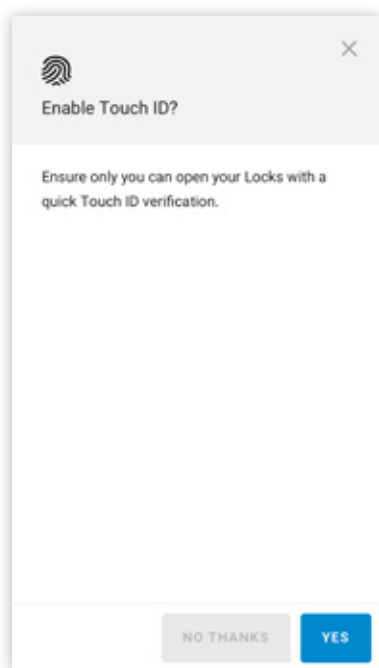 Enable Touch ID?
Ensure only you can open your Locks with a
quick Touch ID verification.
NO THANKS
YES